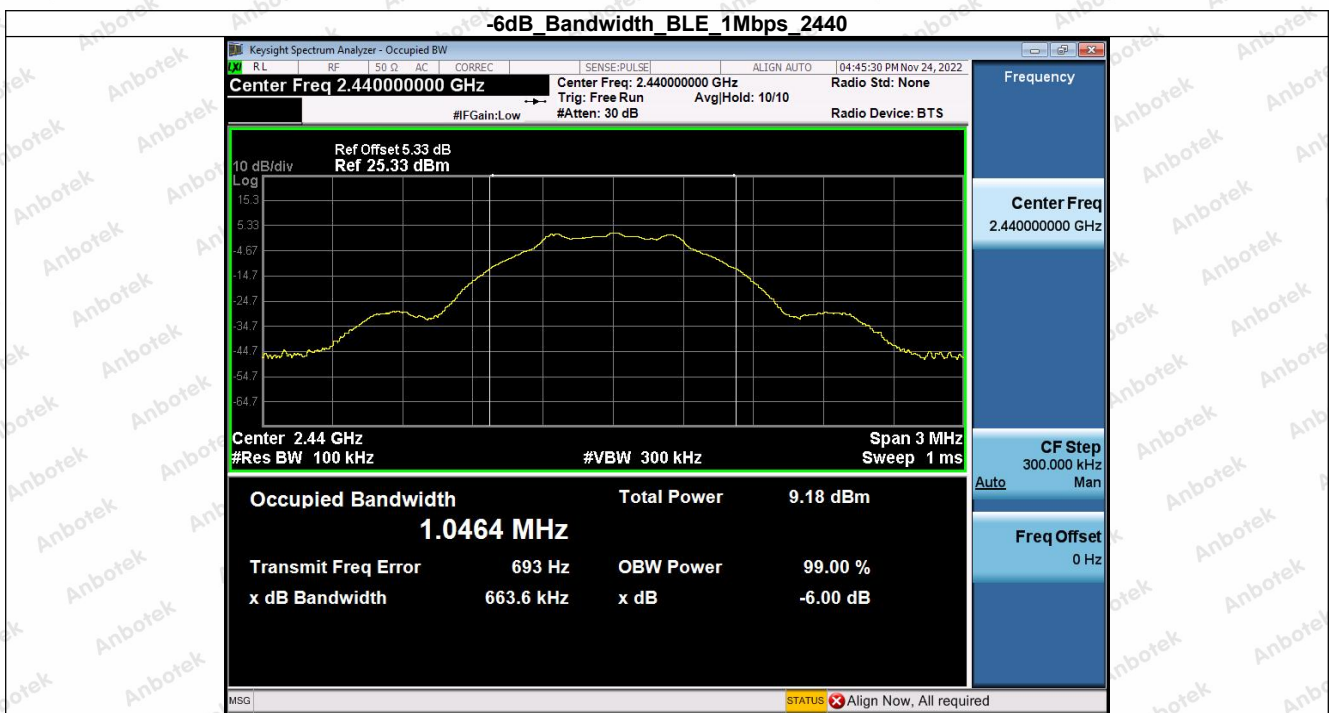 -6dB_Bandwidth_BLE_1Mbps_2440
Keysight Spectrum Analyzer - Occupied BW
LXI RL RF 50 Ω AC CORREC SENSE:PULSE ALIGN AUTO 04:45:30 PM Nov 24, 2022
Center Freq 2.440000000 GHz
Center Freq: 2.440000000 GHz Radio Std: None
Trig: Free Run Avg|Hold: 10/10
#IFGain:Low #Atten: 30 dB Radio Device: BTS
Ref Offset 5.33 dB
10 dB/div Ref 25.33 dBm
Log
15.3
5.33
-4.67
-14.7
-24.7
-34.7
-44.7
-54.7
-64.7
Center 2.44 GHz Span 3 MHz
#Res BW 100 kHz #VBW 300 kHz Sweep 1 ms
Occupied Bandwidth Total Power 9.18 dBm
1.0464 MHz
Transmit Freq Error 693 Hz OBW Power 99.00 %
x dB Bandwidth 663.6 kHz x dB -6.00 dB
MSG STATUS Align Now, All required
Frequency
Center Freq
2.440000000 GHz
CF Step
300.000 kHz
Auto Man
Freq Offset
0 Hz
Anbotek